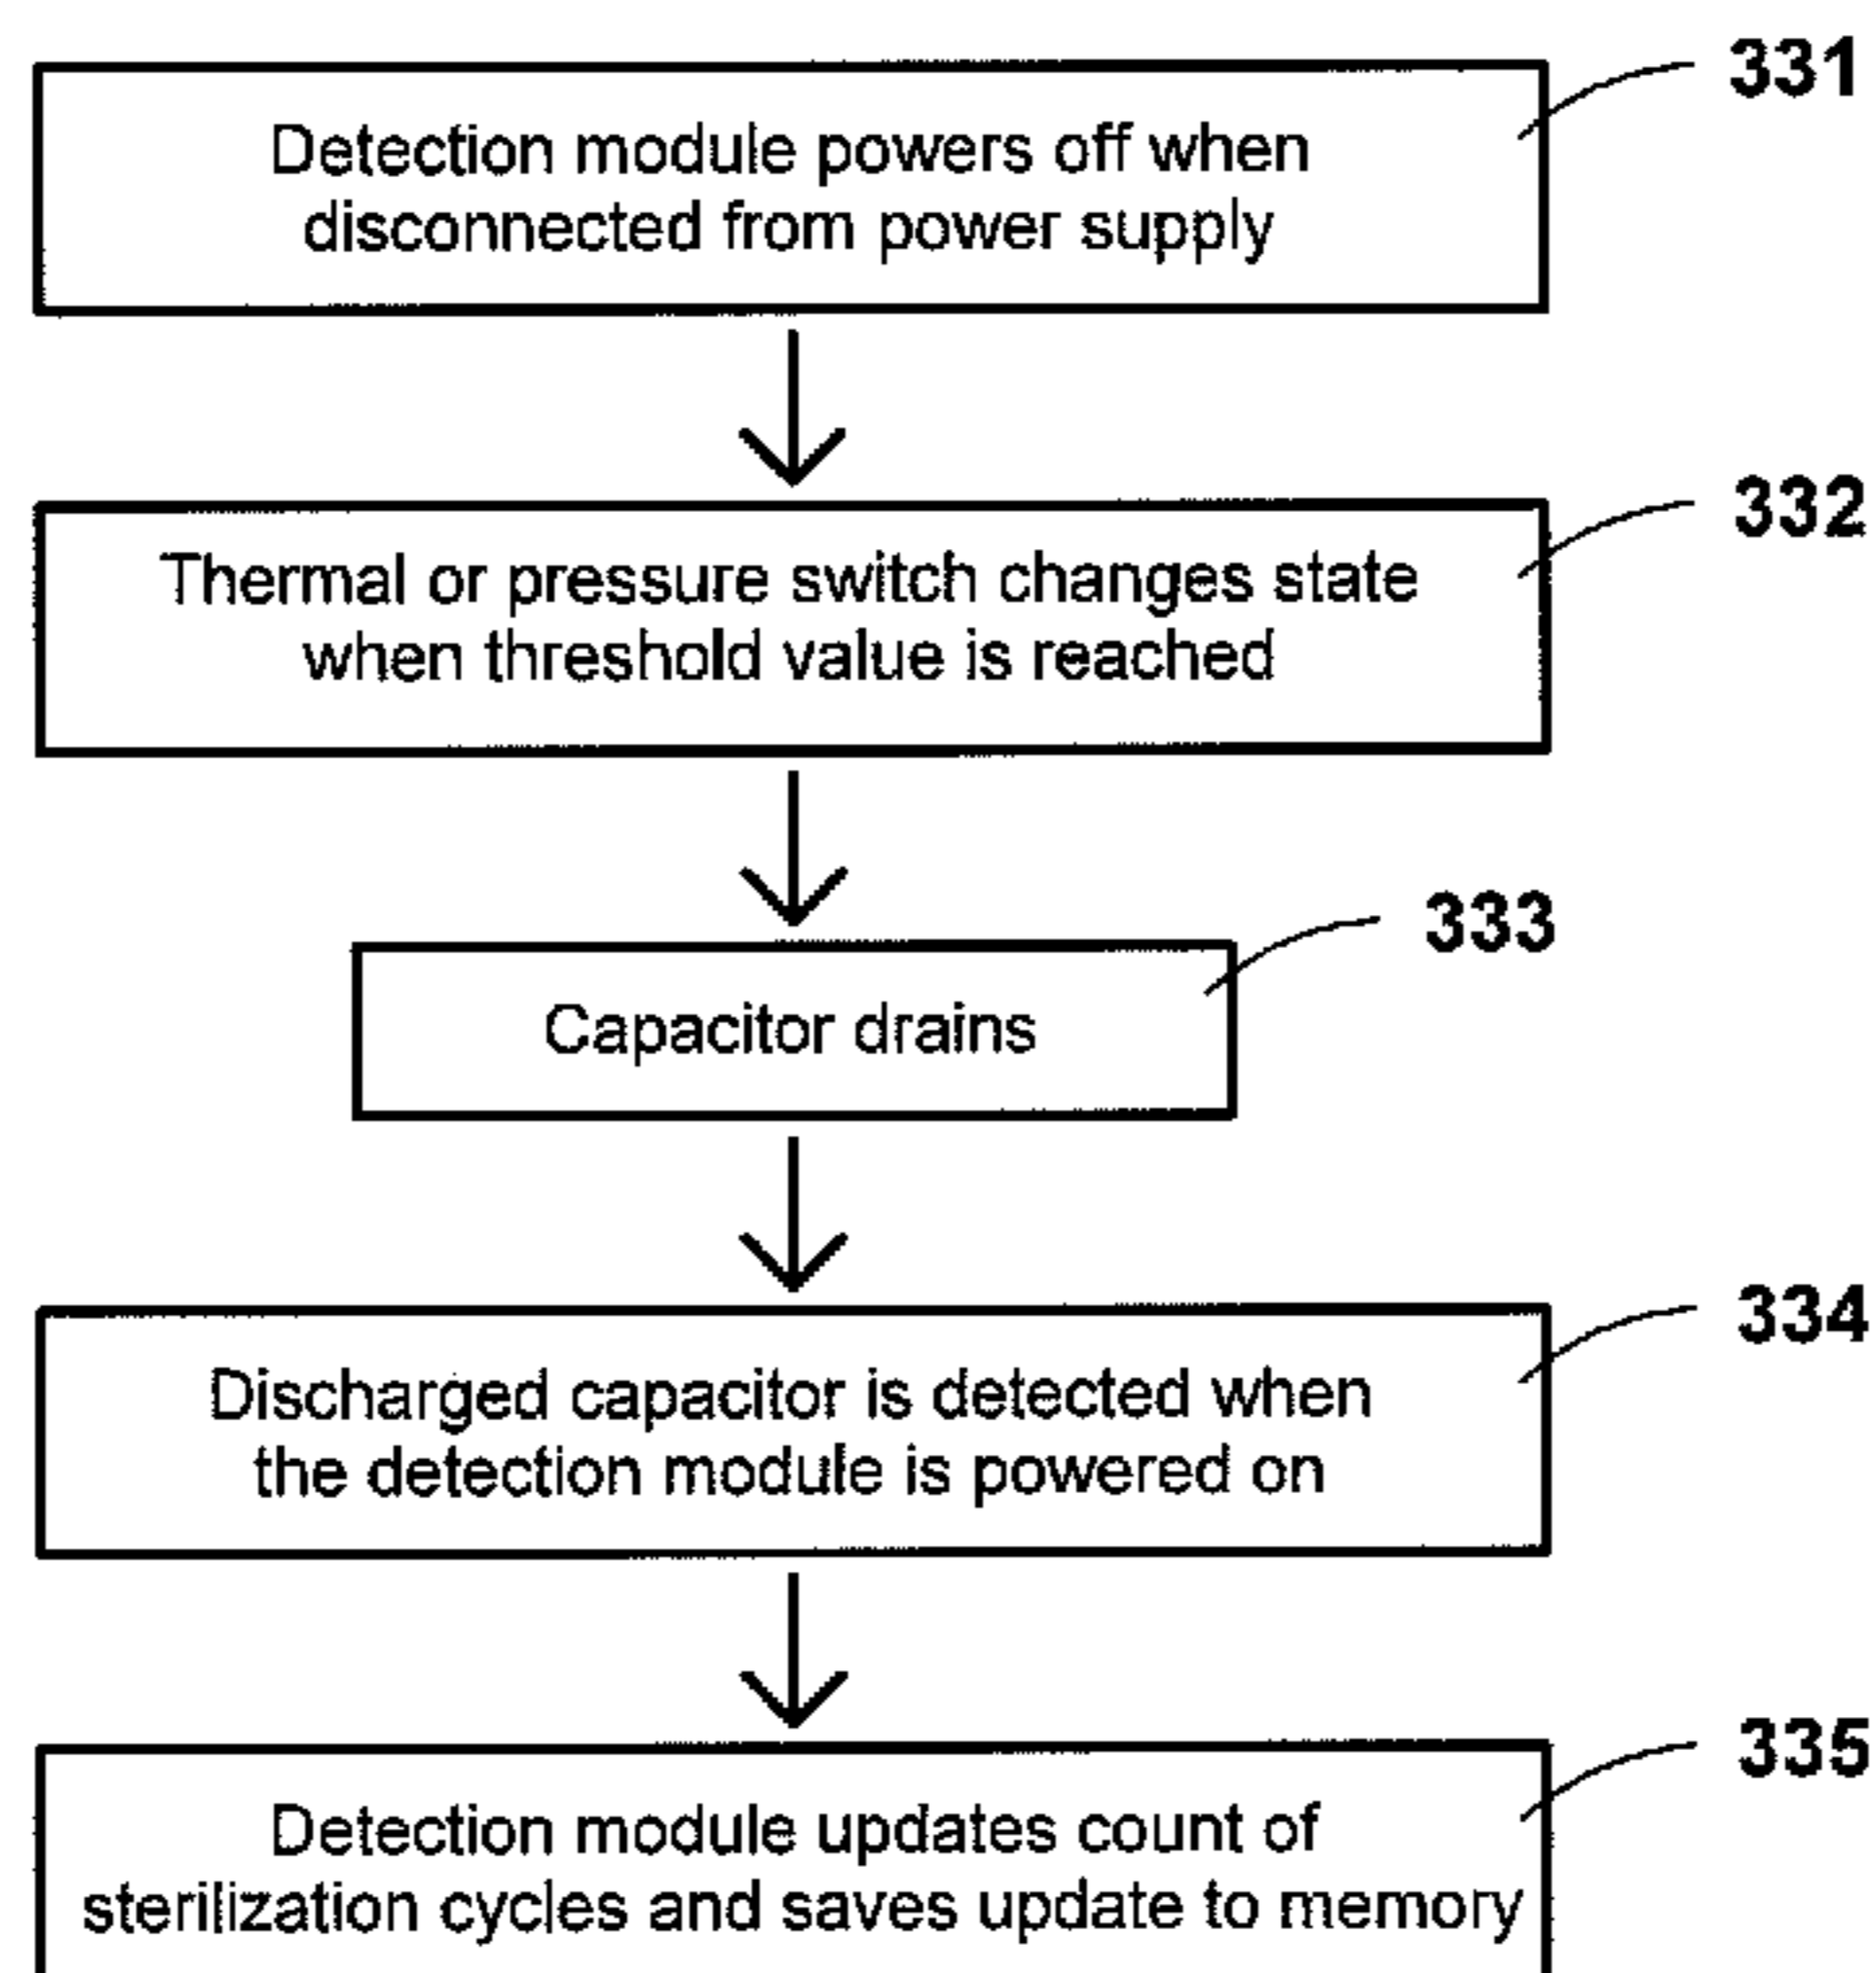 331
Detection module powers off when
disconnected from power supply
332
Thermal or pressure switch changes state
when threshold value is reached
333
Capacitor drains
334
Discharged capacitor is detected when
the detection module is powered on
335
Detection module updates count of
sterilization cycles and saves update to memory